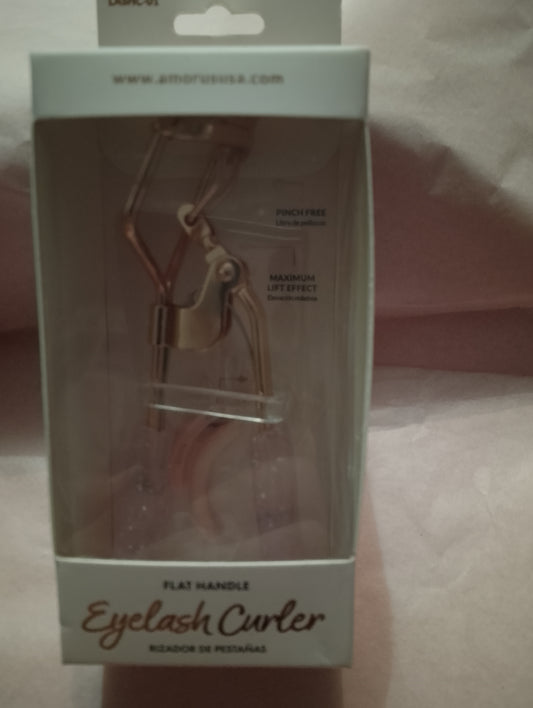 www.amorususa.com
PINCH FREE
MAXIMUM
LIFT EFFECT
FLAT HANDLE
Eyelash Curler
RIZADOR DE PESTAÑAS